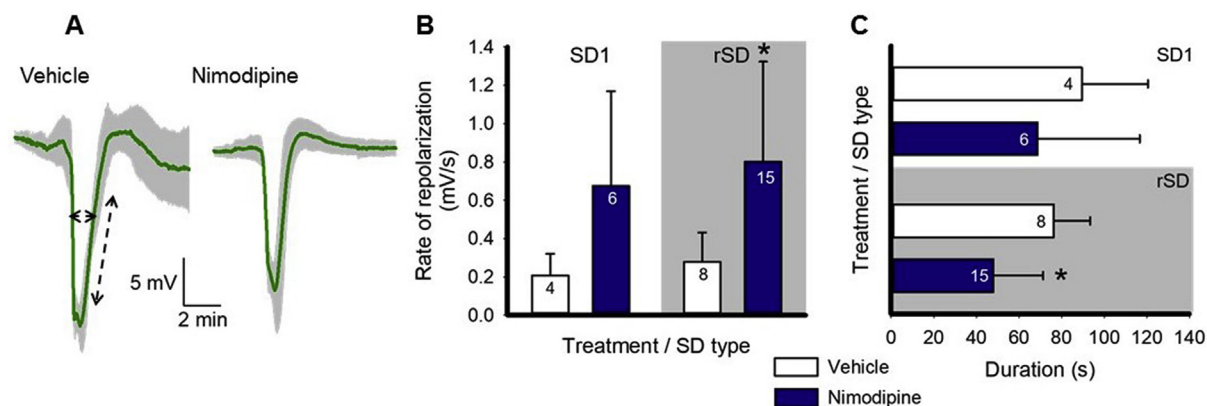 A
Vehicle
Nimodipine
5 mV
2 min
B
Rate of repolarization
(mV/s)
1.4
1.2
1.0
0.8
0.6
0.4
0.2
0.0
SD1
rSD
*
4
6
8
15
Treatment / SD type
C
Treatment / SD type
SD1
4
6
rSD
8
15
*
0 20 40 60 80 100 120 140
Duration (s)
Vehicle
Nimodipine